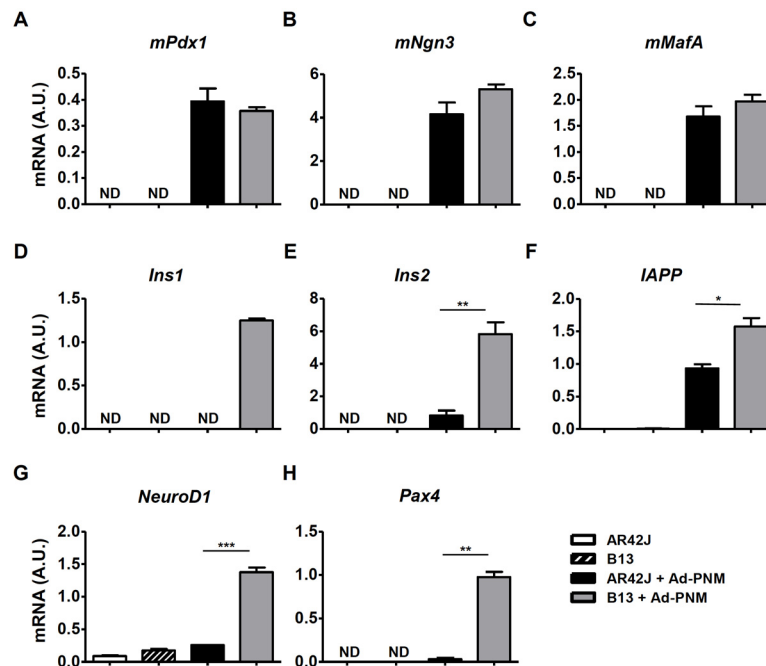 A
mPdx1
mRNA (A.U.)
0.5
0.4
0.3
0.2
0.1
0.0
ND ND
B
mNgn3
6
4
2
0
ND ND
C
mMafA
2.5
2.0
1.5
1.0
0.5
0.0
ND ND
D
Ins1
mRNA (A.U.)
1.5
1.0
0.5
0.0
ND ND ND
E
Ins2
8
6
4
2
0
ND ND
**
F
IAPP
2.0
1.5
1.0
0.5
0.0
*
G
NeuroD1
mRNA (A.U.)
2.0
1.5
1.0
0.5
0.0
***
H
Pax4
1.5
1.0
0.5
0.0
ND ND
**
AR42J
B13
AR42J + Ad-PNM
B13 + Ad-PNM